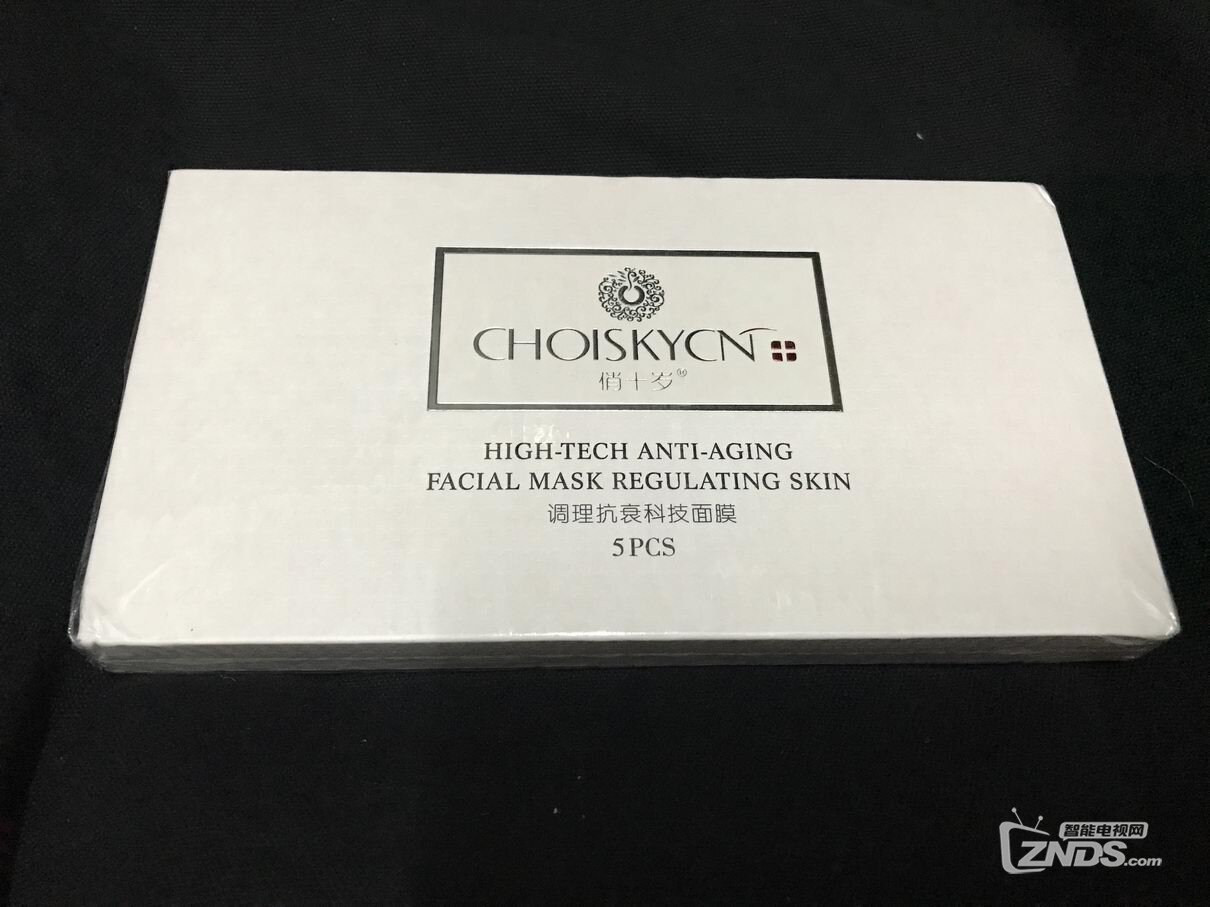 CHOISKYCN
俏十岁®
HIGH-TECH ANTI-AGING
FACIAL MASK REGULATING SKIN
调理抗衰科技面膜
5PCS
智能电视网
ZNDS.com